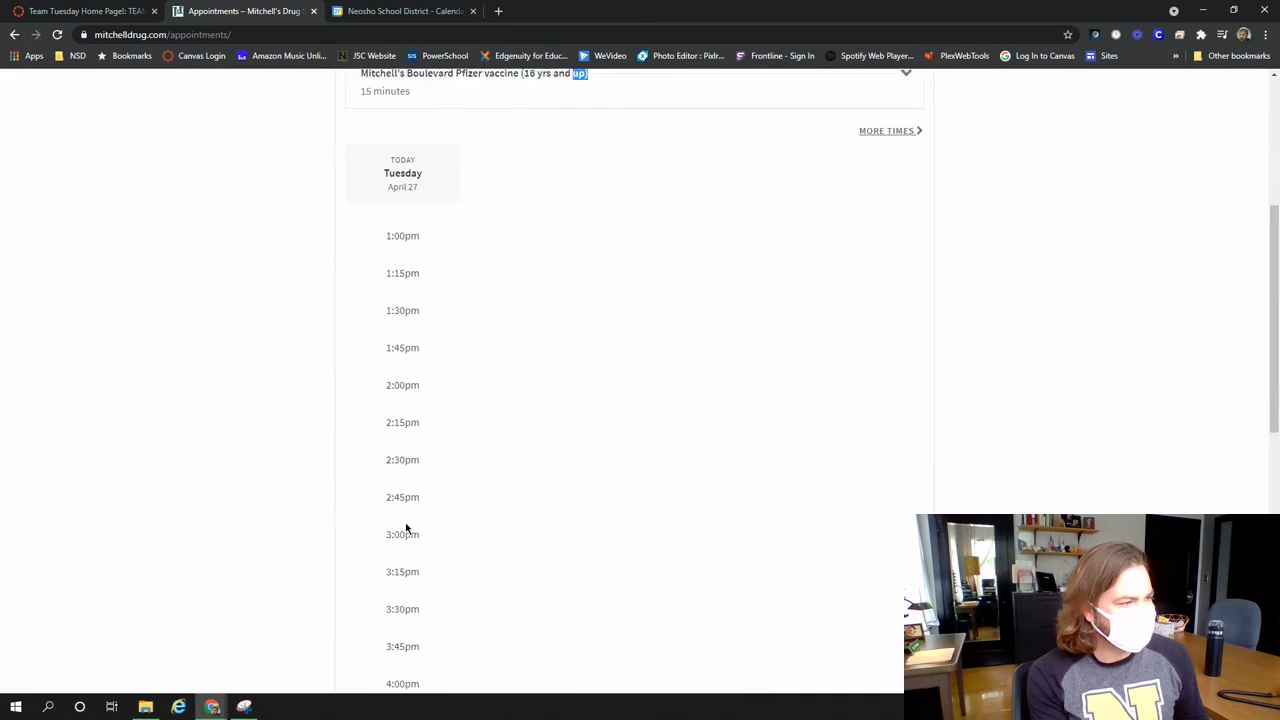 Team Tuesday Home Page!: TEA
Appointments – Mitchell's Drug S
Neosho School District - Calenda
mitchelldrug.com/appointments/
Apps
NSD
Canvas Login
Amazon Music Unli...
JSC Website
PowerSchool
Edgenuity for Educ...
WeVideo
Photo Editor : Pixlr...
Frontline - Sign In
Spotify Web Player...
PlexWebTools
Log In to Canvas
»
Other bookmarks
Mitchell's Boulevard Pfizer vaccine (16 yrs and up)
15 minutes
MORE TIMES
TODAY
Tuesday
April 27
1:00pm
1:15pm
1:30pm
1:45pm
2:00pm
2:15pm
2:30pm
2:45pm
3:00pm
3:15pm
3:30pm
3:45pm
4:00pm
N